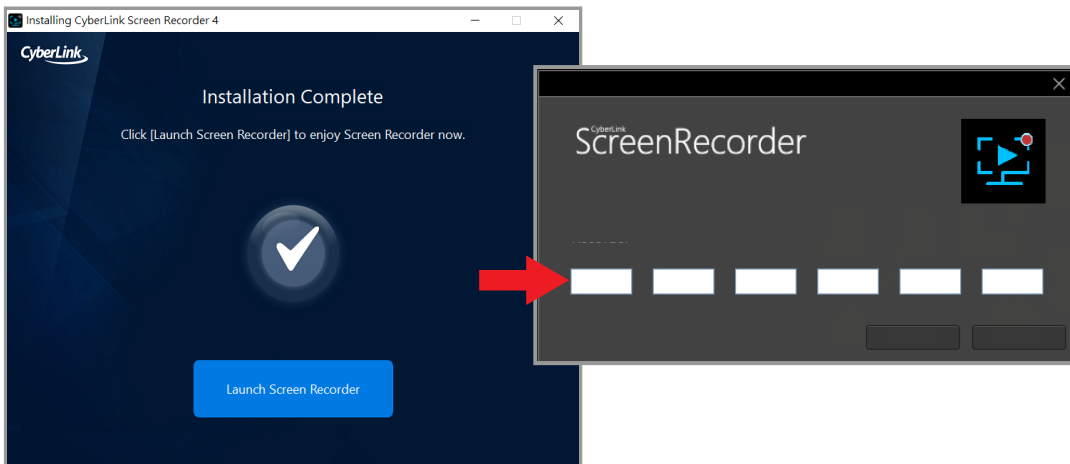 Installing CyberLink Screen Recorder 4
CyberLink
Installation Complete
Click [Launch Screen Recorder] to enjoy Screen Recorder now.
Launch Screen Recorder
CyberLink
ScreenRecorder